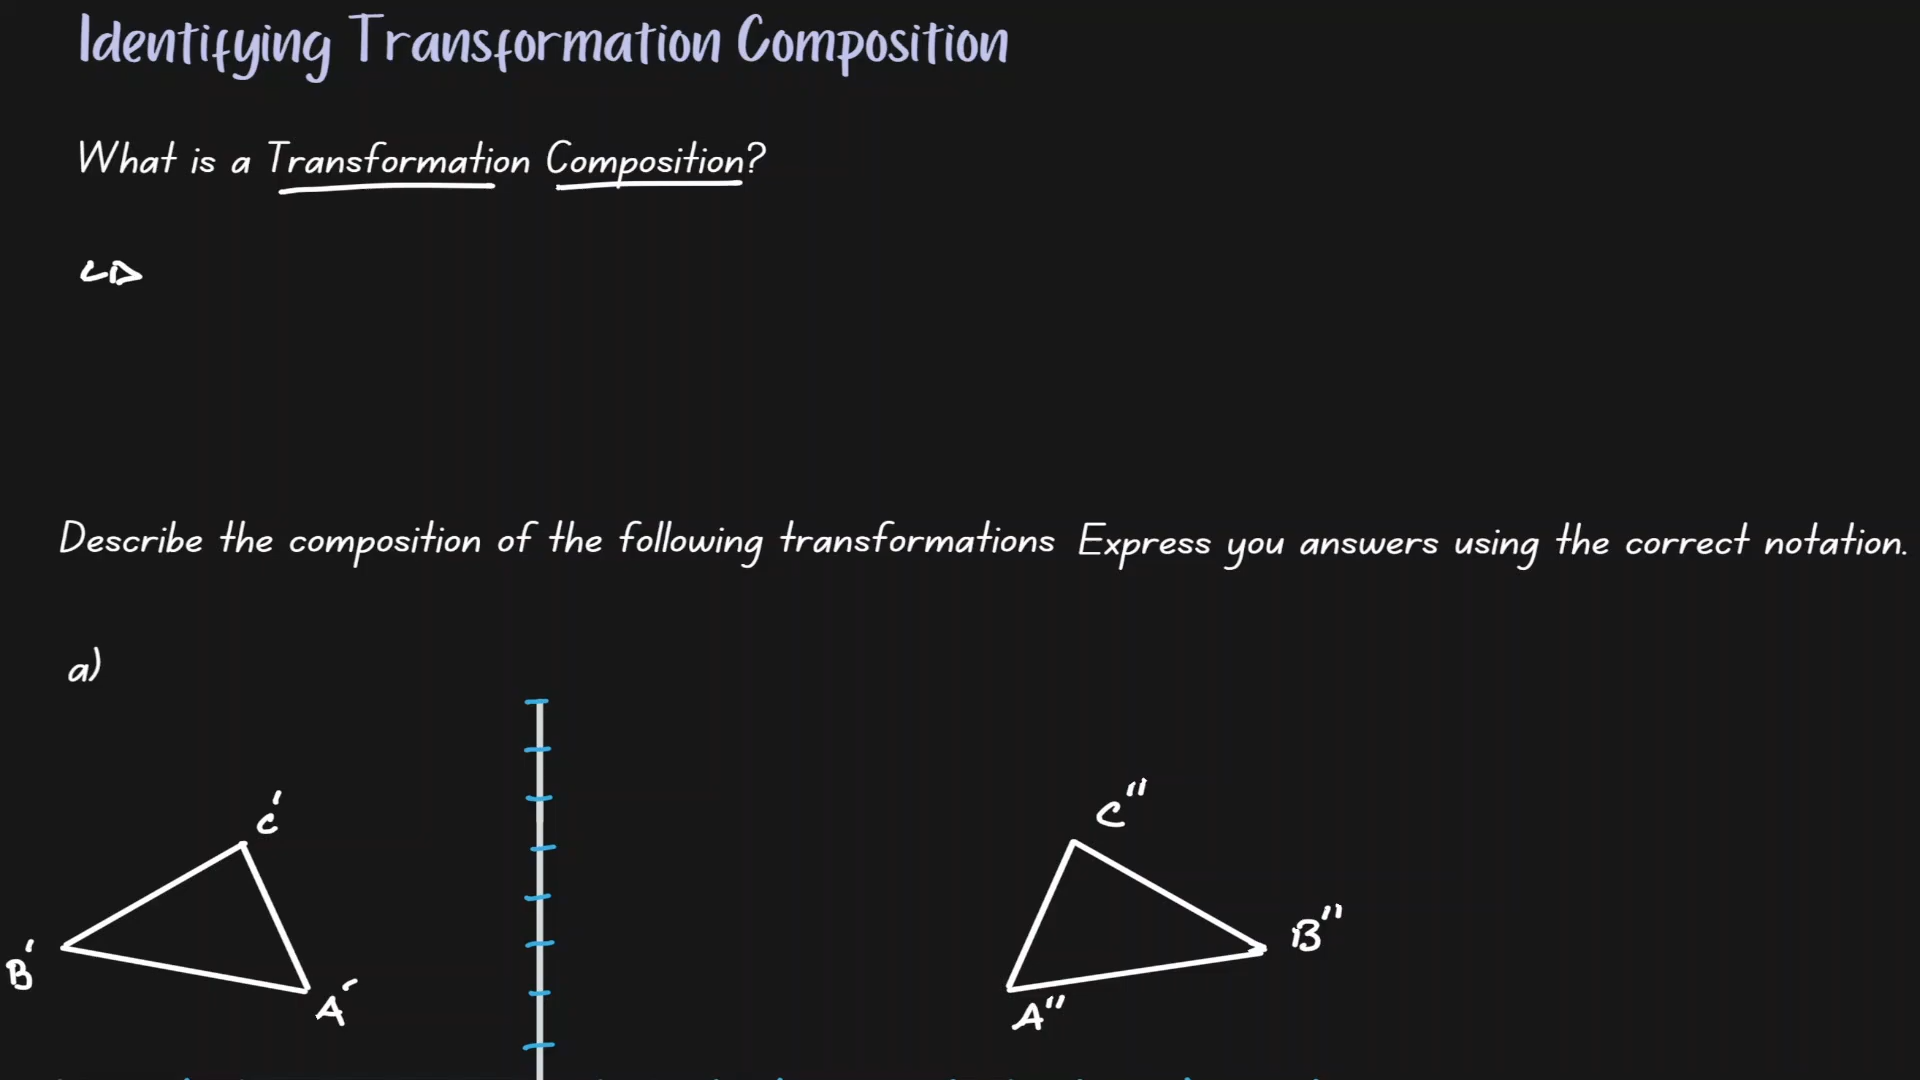 Identifying Transformation Composition
What is a Transformation Composition?
Describe the composition of the following transformations Express you answers using the correct notation.
a)
C'
C"
B'
B"
A'
A"